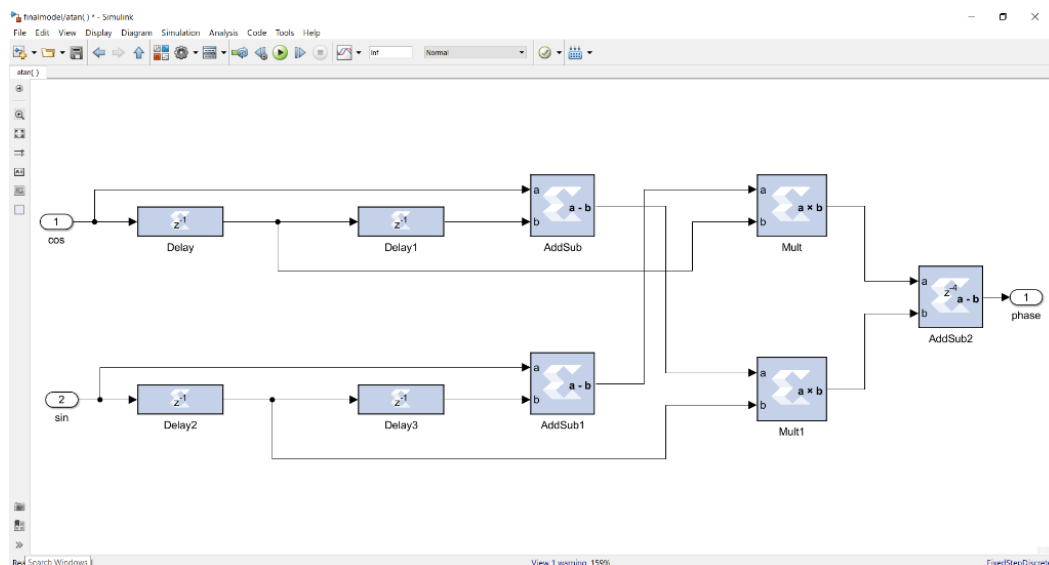 finalmodel/atan( ) * - Simulink
File Edit View Display Diagram Simulation Analysis Code Tools Help
Inf Normal
atan( )
1
cos
z⁻¹
Delay
z⁻¹
Delay1
a
b
a - b
AddSub
a
b
a × b
Mult
a
b
z⁻⁴
a - b
AddSub2
1
phase
2
sin
z⁻¹
Delay2
z⁻¹
Delay3
a
b
a - b
AddSub1
a
b
a × b
Mult1
Search Windows
View 1 warning 159% FixedStepDiscrete